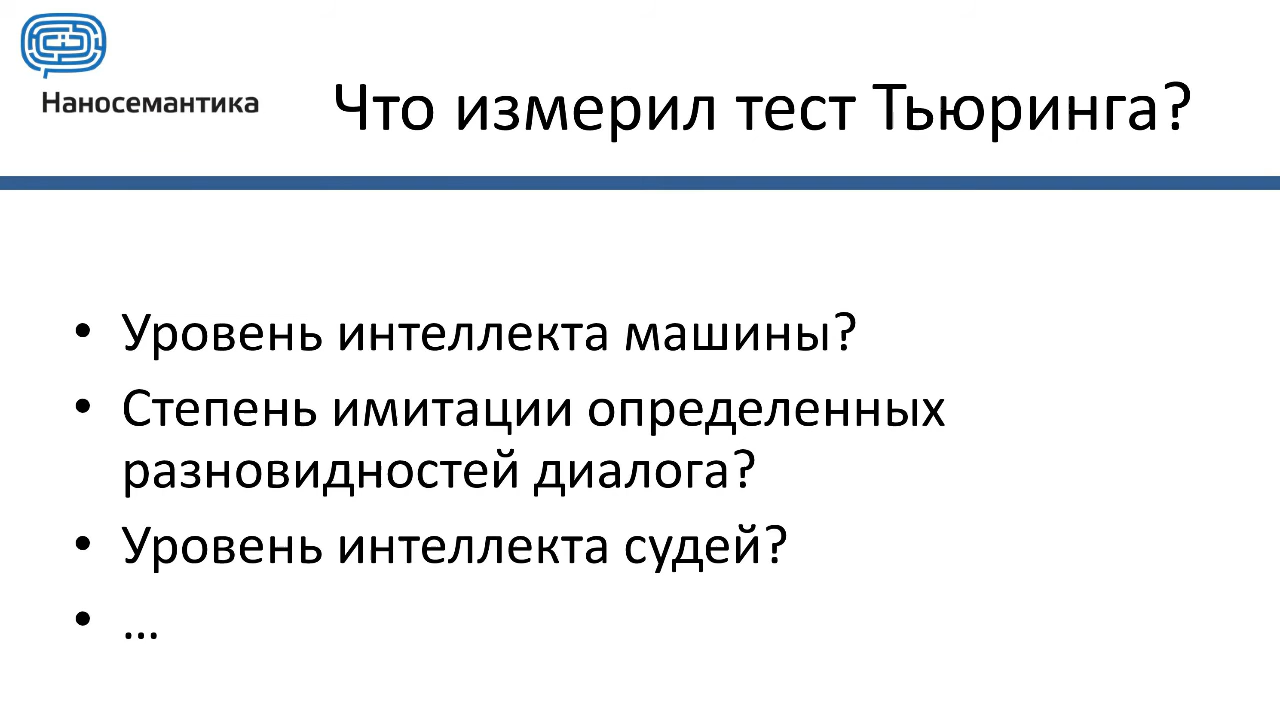 Наносемантика
Что измерил тест Тьюринга?
• Уровень интеллекта машины?
• Степень имитации определенных
разновидностей диалога?
• Уровень интеллекта судей?
• ...